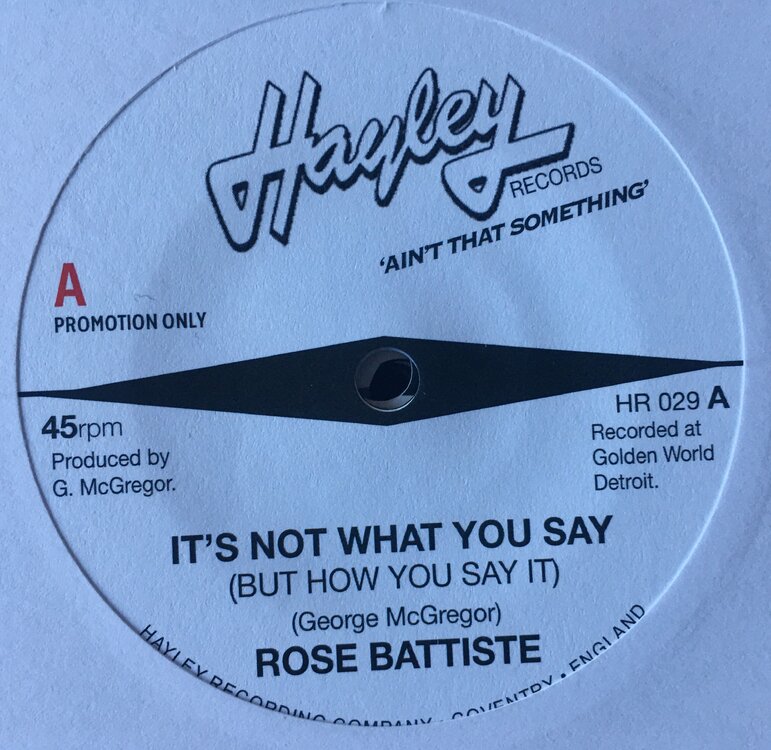 Hayley
RECORDS
'AIN'T THAT SOMETHING'
A
PROMOTION ONLY
45rpm
Produced by
G. McGregor.
HR 029 A
Recorded at
Golden World
Detroit.
IT'S NOT WHAT YOU SAY
(BUT HOW YOU SAY IT)
(George McGregor)
ROSE BATTISTE
HAYLEY RECORDING COMPANY • COVENTRY • ENGLAND